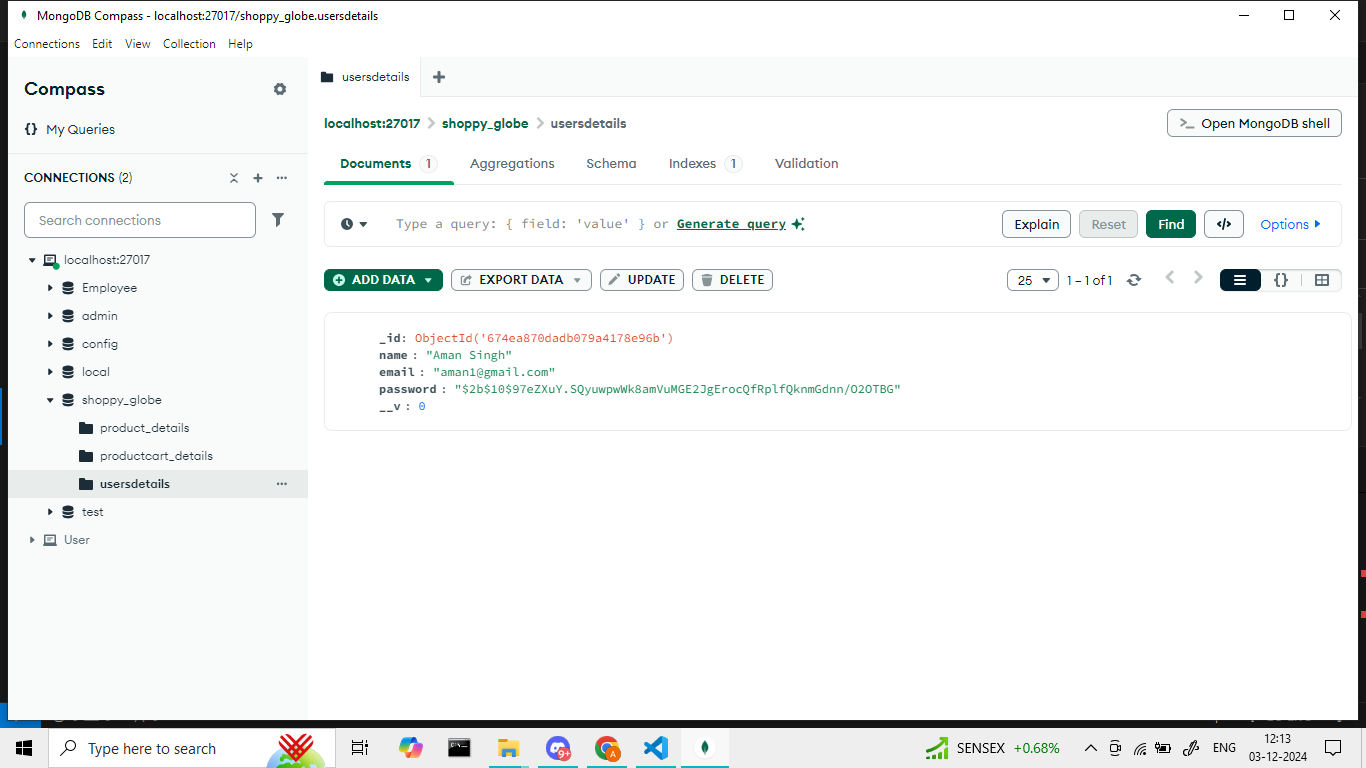 MongoDB Compass - localhost:27017/shoppy_globe.usersdetails
Connections Edit View Collection Help
Compass
My Queries
CONNECTIONS (2)
Search connections
localhost:27017
Employee
admin
config
local
shoppy_globe
product_details
productcart_details
usersdetails
test
User
usersdetails
localhost:27017 > shoppy_globe > usersdetails
>_ Open MongoDB shell
Documents 1 Aggregations Schema Indexes 1 Validation
Type a query: { field: 'value' } or Generate query
Explain Reset Find </> Options
ADD DATA EXPORT DATA UPDATE DELETE
25 1 – 1 of 1 {}
_id: ObjectId('674ea870dadb079a4178e96b')
name : "Aman Singh"
email : "aman1@gmail.com"
password : "$2b$10$97eZXuY.SQyuwpwWk8amVuMGE2JgErocQfRplfQknmGdnn/O2OTBG"
__v : 0
Type here to search
9+
A
SENSEX +0.68%
ENG
12:13
03-12-2024